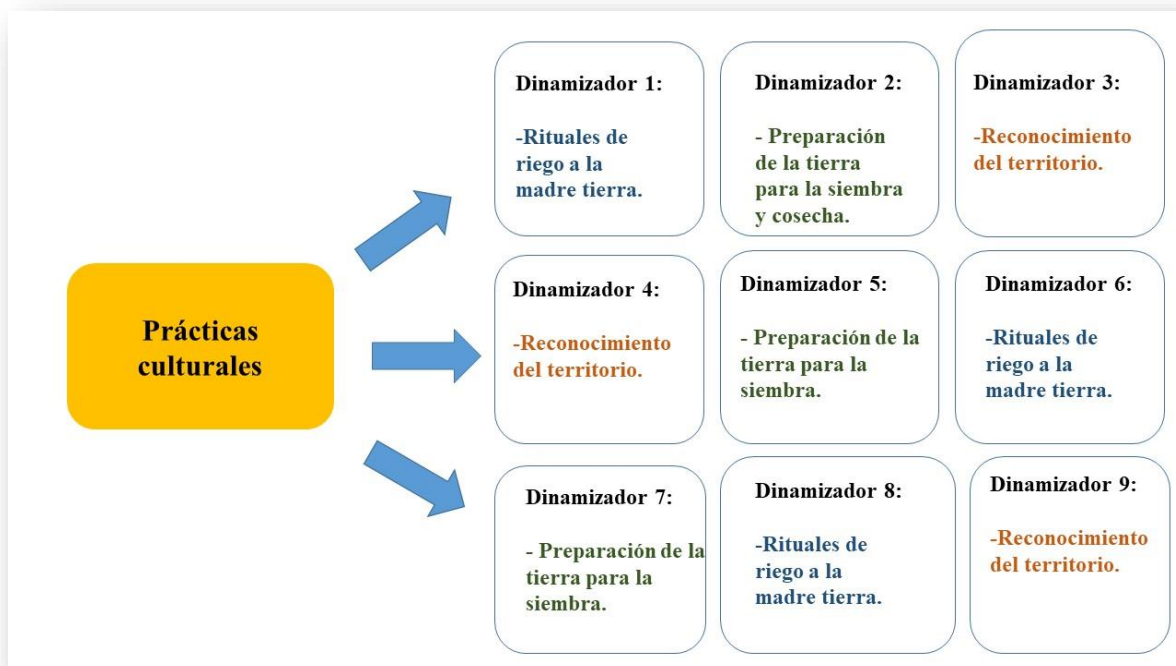 Prácticas
culturales
Dinamizador 1:
-Rituales de
riego a la
madre tierra.
Dinamizador 2:
- Preparación
de la tierra
para la siembra
y cosecha.
Dinamizador 3:
-Reconocimiento
del territorio.
Dinamizador 4:
-Reconocimiento
del territorio.
Dinamizador 5:
- Preparación de la
tierra para la
siembra.
Dinamizador 6:
-Rituales de
riego a la
madre tierra.
Dinamizador 7:
- Preparación de la
tierra para la
siembra.
Dinamizador 8:
-Rituales de
riego a la
madre tierra.
Dinamizador 9:
-Reconocimiento
del territorio.